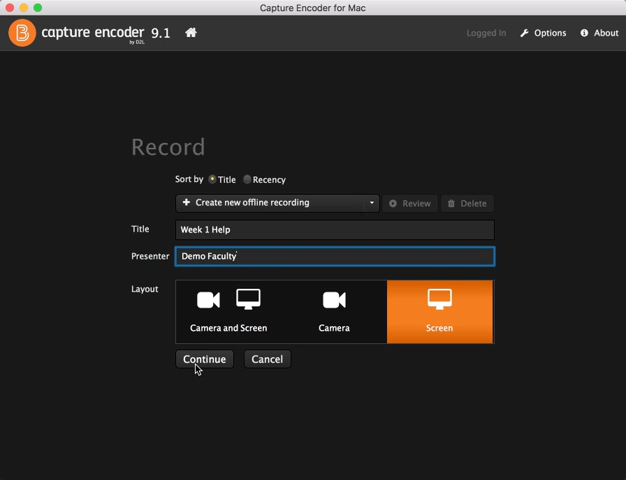 Capture Encoder for Mac
capture encoder 9.1
by D2L
Logged In Options About
Record
Sort by Title Recency
Create new offline recording Review Delete
Title Week 1 Help
Presenter Demo Faculty
Layout
Camera and Screen Camera Screen
Continue Cancel